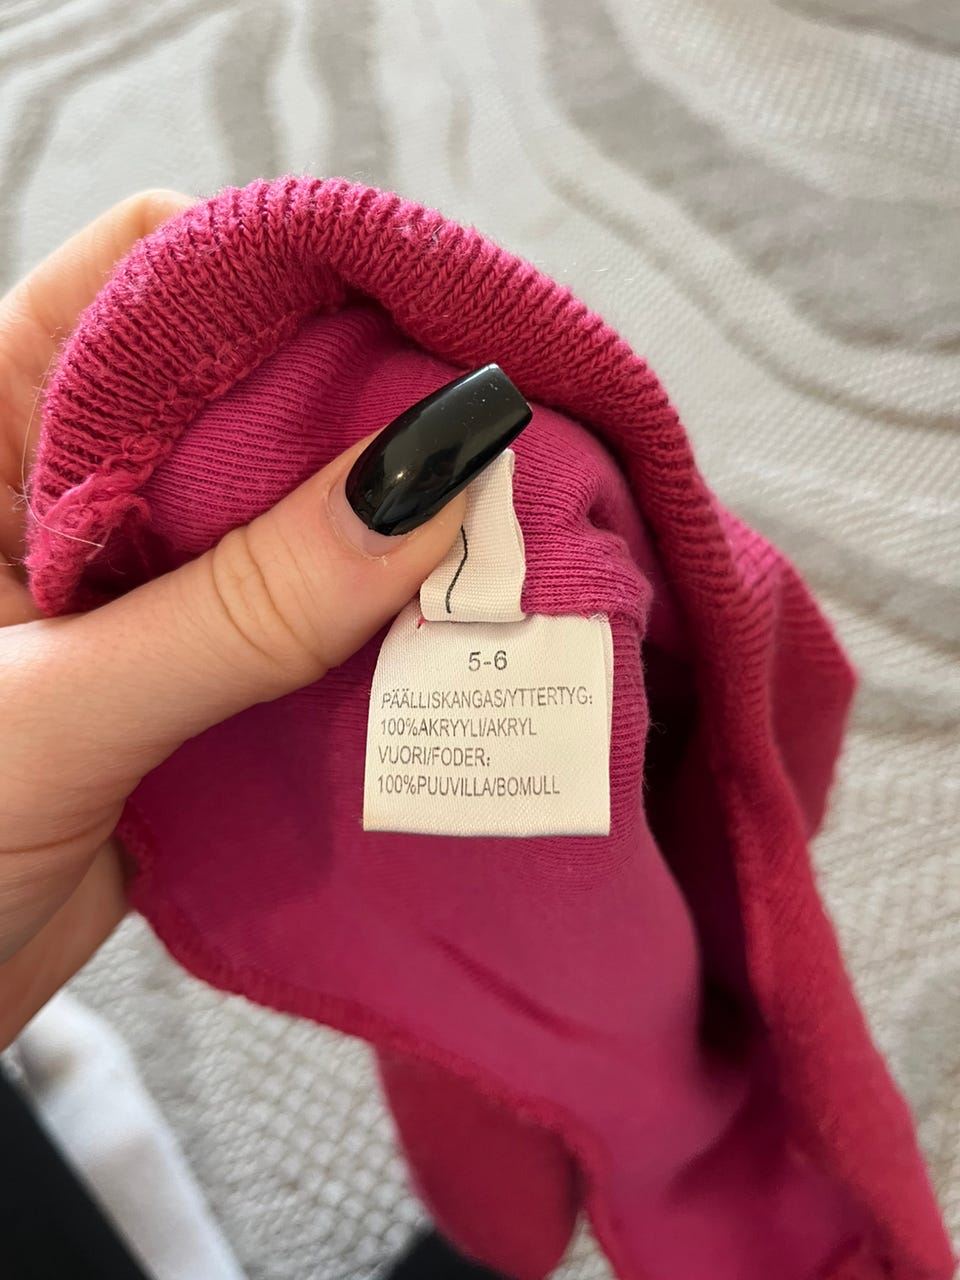 5-6
PÄÄLLISKANGAS/YTTERTYG:
100%AKRYYLI/AKRYL
VUORI/FODER:
100%PUUVILLA/BOMULL